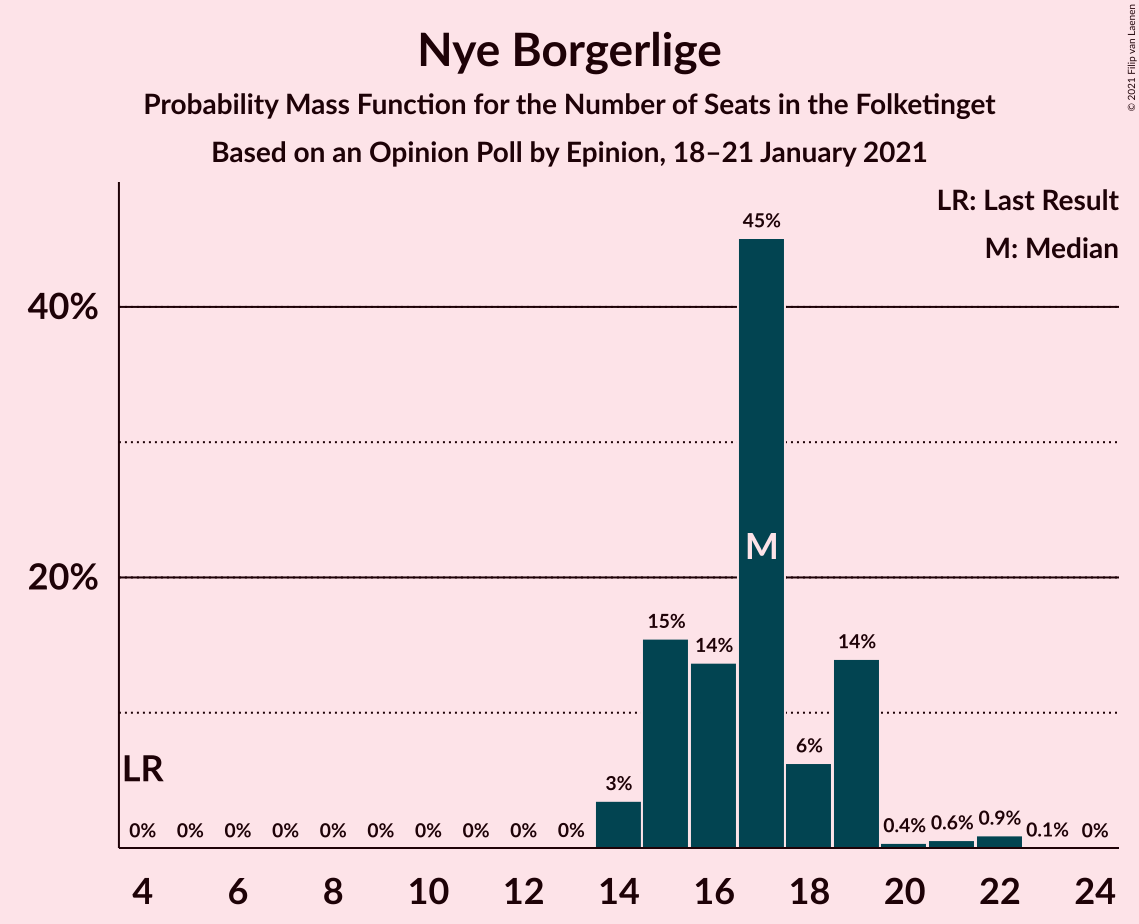 Nye Borgerlige
Probability Mass Function for the Number of Seats in the Folketinget
Based on an Opinion Poll by Epinion, 18–21 January 2021
© 2021 Filip van Laenen
LR: Last Result
M: Median
40%
20%
45%
M
15%
14%
14%
6%
3%
LR
0% 0% 0% 0% 0% 0% 0% 0% 0% 0% 0.4% 0.6% 0.9% 0.1% 0%
4 6 8 10 12 14 16 18 20 22 24